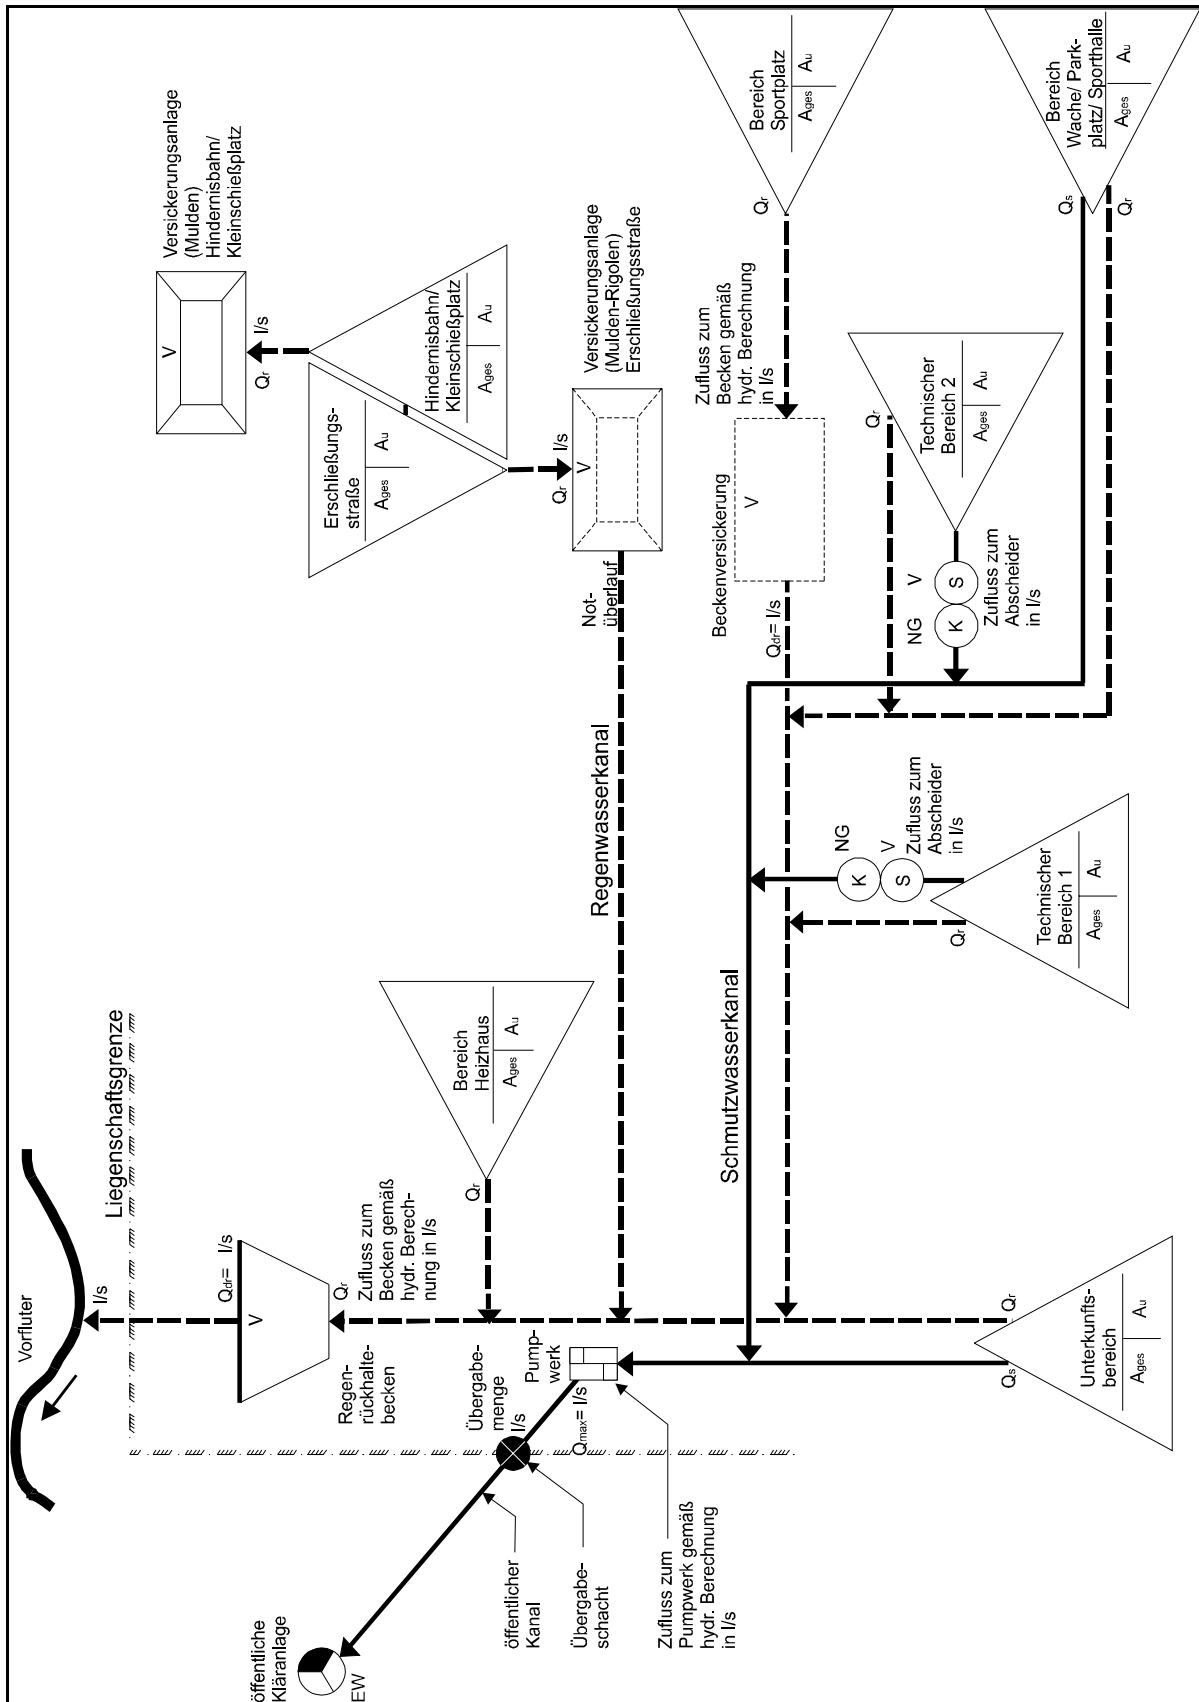 Vorfluter
l/s
Liegenschaftsgrenze
Qdr= l/s
V
Regen-
rückhalte-
becken
Qr
Zufluss zum
Becken gemäß
hydr. Berech-
nung in l/s
Versickerungsanlage
(Mulden)
Hindernisbahn/
Kleinschießplatz
V
Qr
l/s
Hindernisbahn/
Kleinschießplatz
Ages
Au
Erschließungs-
straße
Ages
Au
Qr
l/s
V
Versickerungsanlage
(Mulden-Rigolen)
Erschließungsstraße
Not-
überlauf
Regenwasserkanal
Bereich
Heizhaus
Ages
Au
Qr
öffentliche
Kläranlage
EW
öffentlicher
Kanal
Übergabe-
schacht
Übergabe-
menge
l/s
Pump-
werk
Qmax= l/s
Zufluss zum
Pumpwerk gemäß
hydr. Berechnung
in l/s
Schmutzwasserkanal
Beckenversickerung
V
Qdr= l/s
Zufluss zum
Becken gemäß
hydr. Berechnung
in l/s
Qr
Bereich
Sportplatz
Ages
Au
Qr
Technischer
Bereich 2
Ages
Au
NG
V
K
S
Zufluss zum
Abscheider
in l/s
Qs
Bereich
Wache/ Park-
platz/ Sporthalle
Ages
Au
Qr
NG
V
K
S
Zufluss zum
Abscheider
in l/s
Qr
Technischer
Bereich 1
Ages
Au
Qs
Qr
Unterkunfts-
bereich
Ages
Au